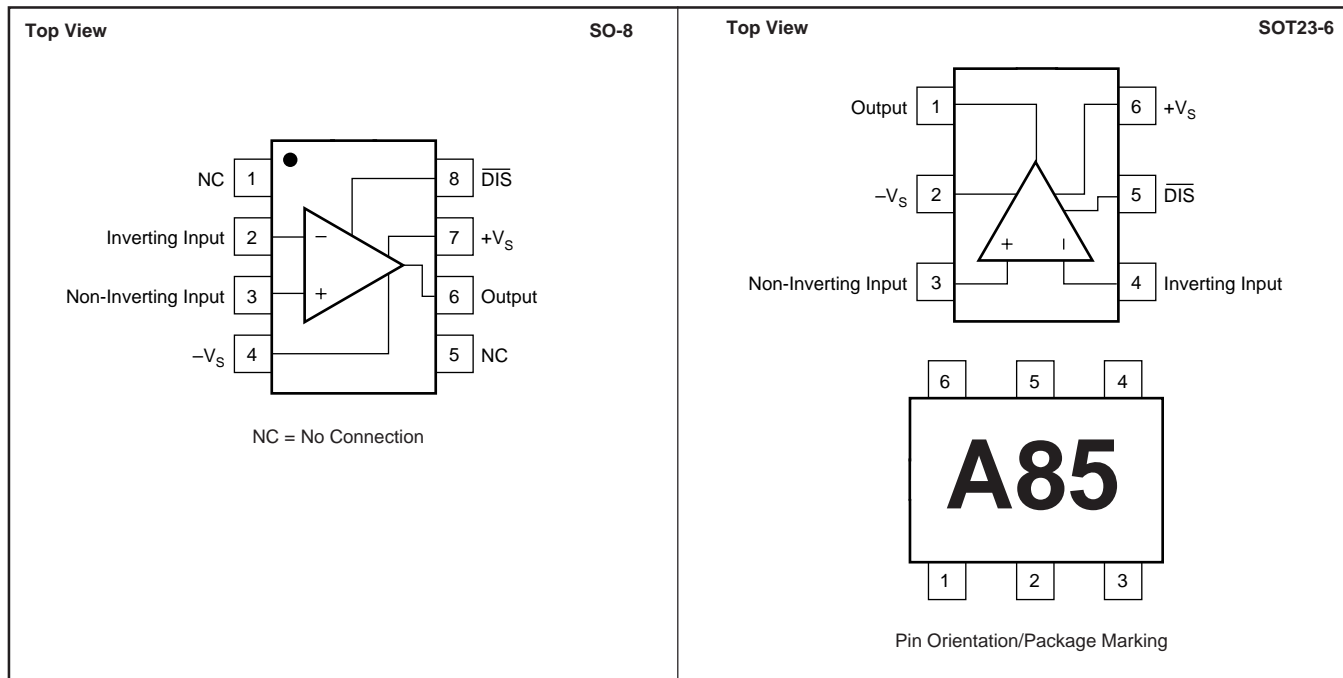 Top View SO-8
NC 1 8 D̅I̅S̅
Inverting Input 2 − 7 +VS
Non-Inverting Input 3 + 6 Output
−VS 4 5 NC
NC = No Connection
Top View SOT23-6
Output 1 6 +VS
−VS 2 5 D̅I̅S̅
+ −
Non-Inverting Input 3 4 Inverting Input
6 5 4
A85
1 2 3
Pin Orientation/Package Marking